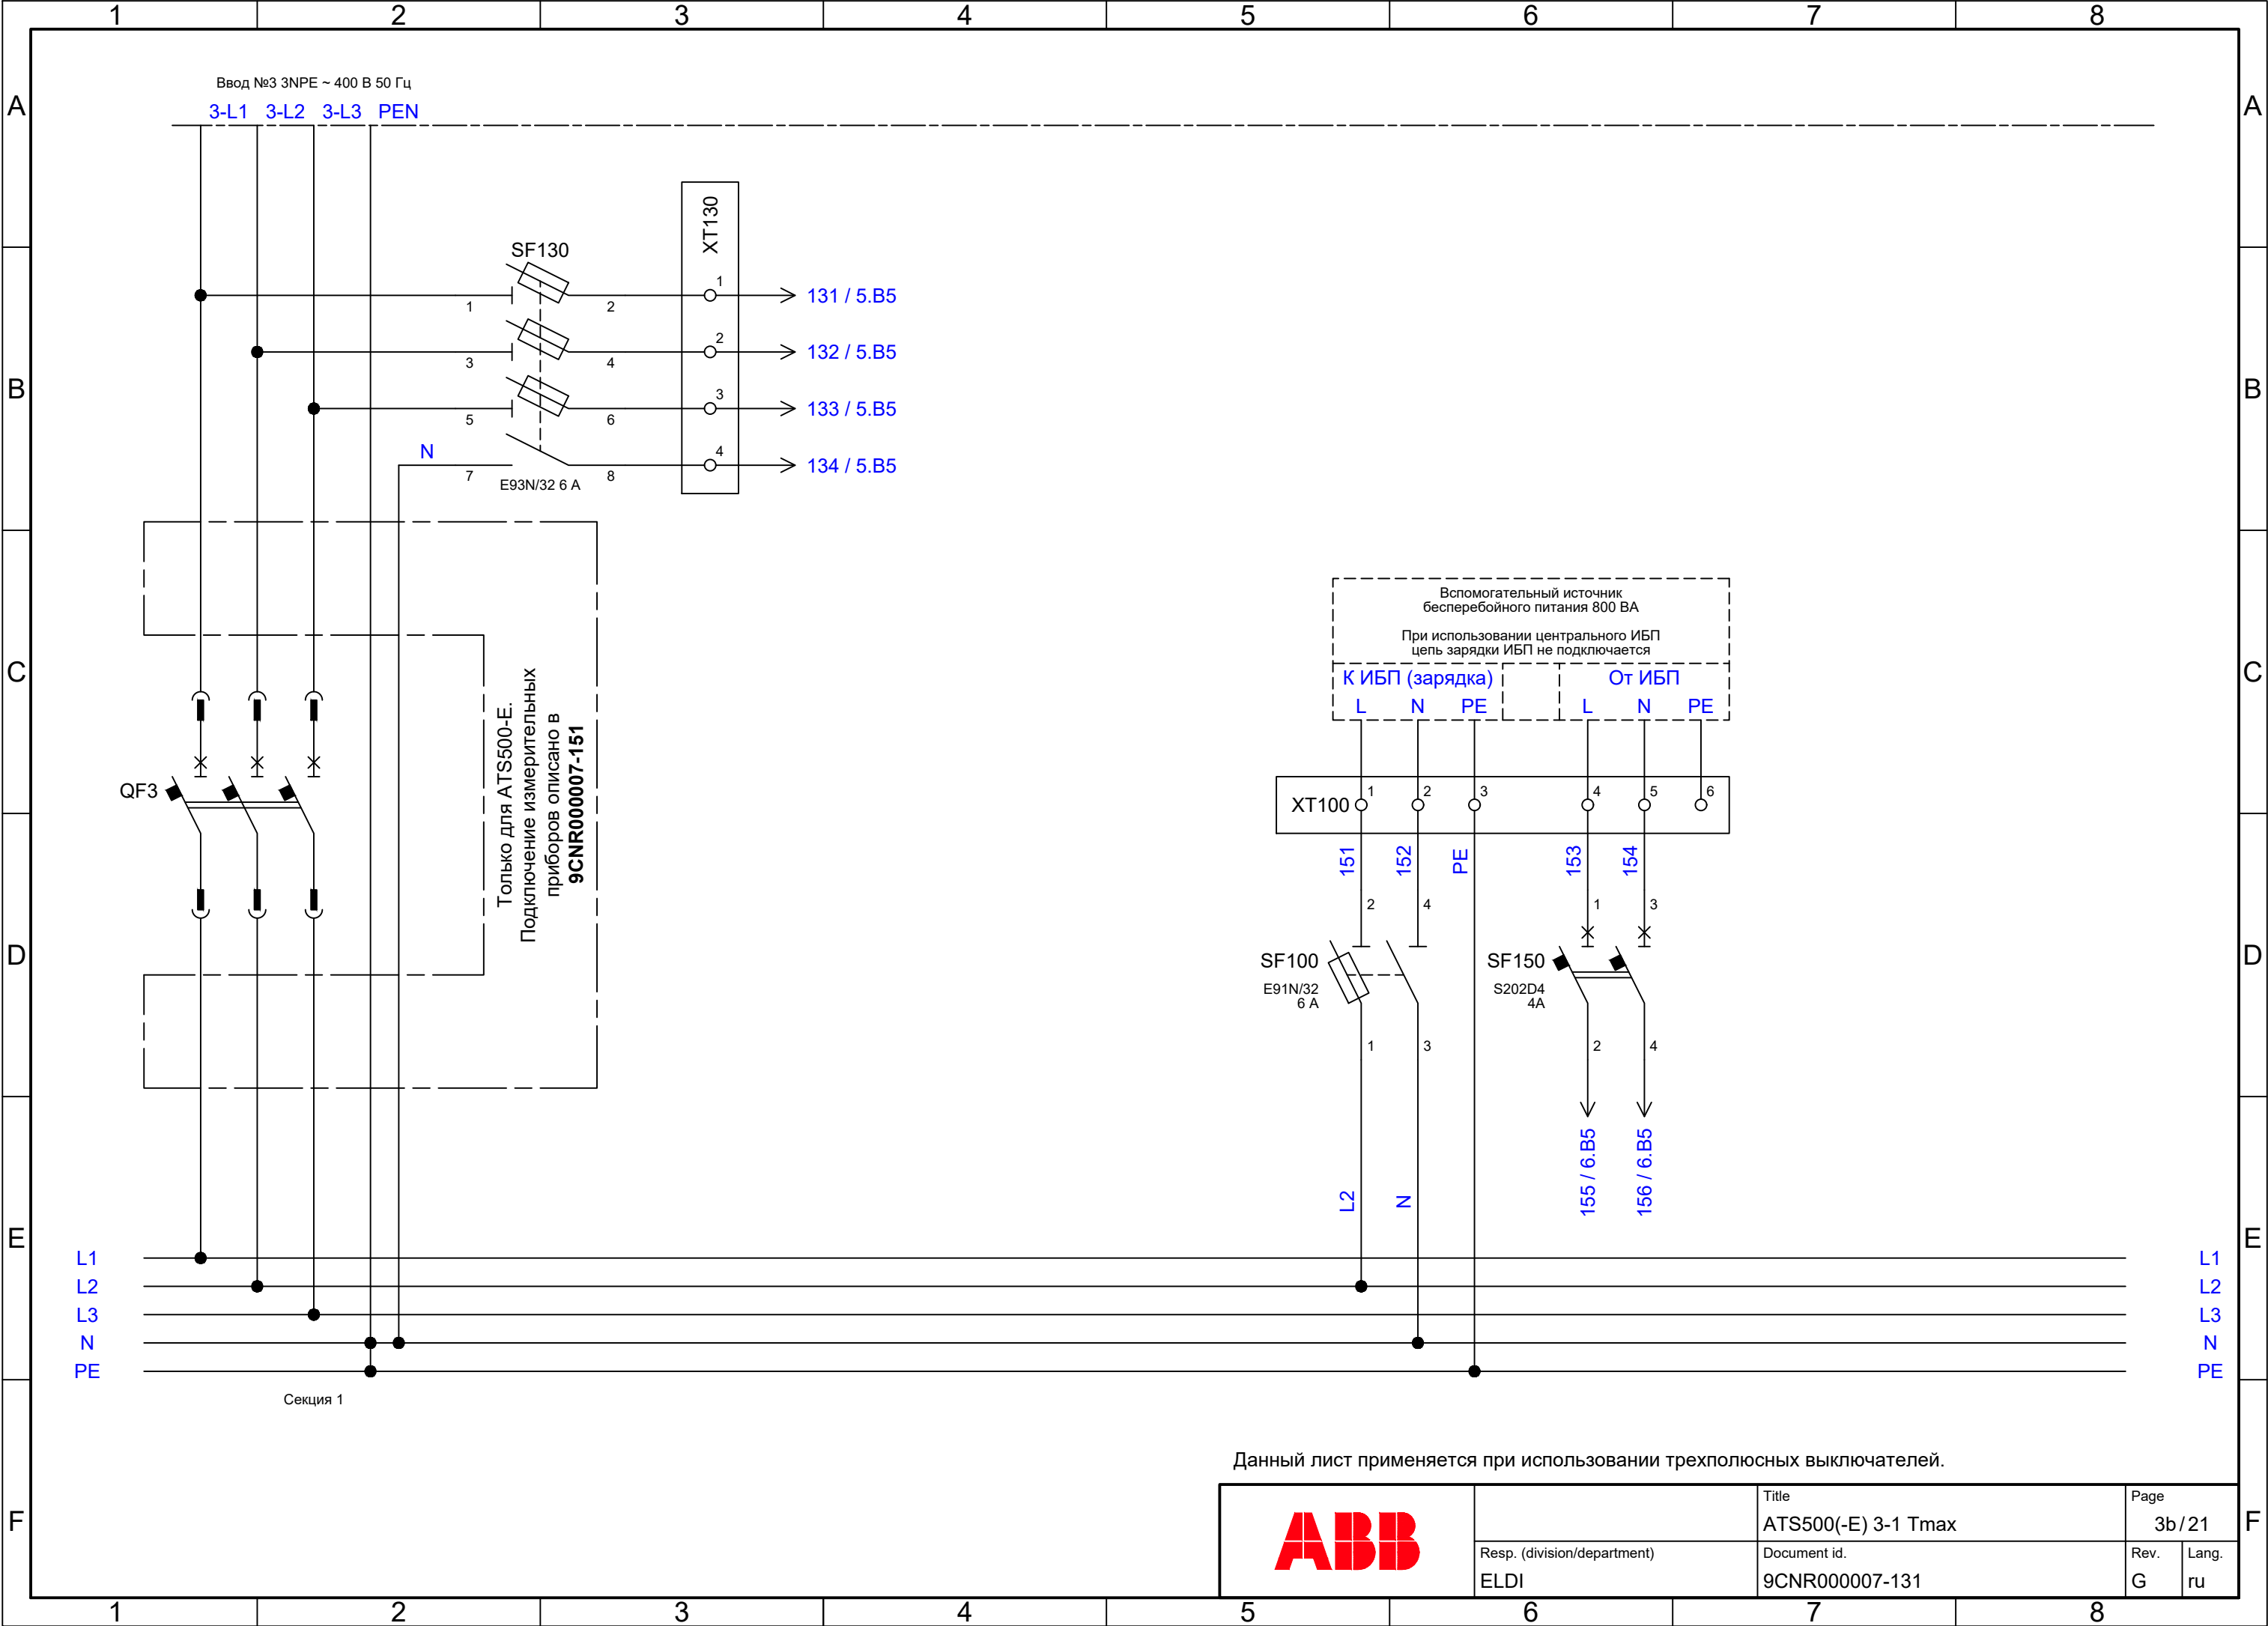 1 2 3 4 5 6 7 8
A A
B B
C C
D D
E E
F F
Ввод №3 3NPE ~ 400 В 50 Гц
3-L1 3-L2 3-L3 PEN
XT130
SF130
1 2 1 131 / 5.B5
3 4 2 132 / 5.B5
5 6 3 133 / 5.B5
N 7 8 4 134 / 5.B5
E93N/32 6 A
QF3
Только для ATS500-E.
Подключение измерительных
приборов описано в
9CNR000007-151
Вспомогательный источник
бесперебойного питания 800 ВА
При использовании центрального ИБП
цепь зарядки ИБП не подключается
К ИБП (зарядка) От ИБП
L N PE L N PE
XT100 1 2 3 4 5 6
151 152 PE 153 154
2 4 1 3
SF100
E91N/32
6 A
SF150
S202D4
4A
1 3 2 4
L2 N 155 / 6.B5 156 / 6.B5
L1 L1
L2 L2
L3 L3
N N
PE PE
Секция 1
Данный лист применяется при использовании трехполюсных выключателей.
ABB
Title
ATS500(-E) 3-1 Tmax
Page
3b / 21
Resp. (division/department)
ELDI
Document id.
9CNR000007-131
Rev.
G
Lang.
ru
1 2 3 4 5 6 7 8